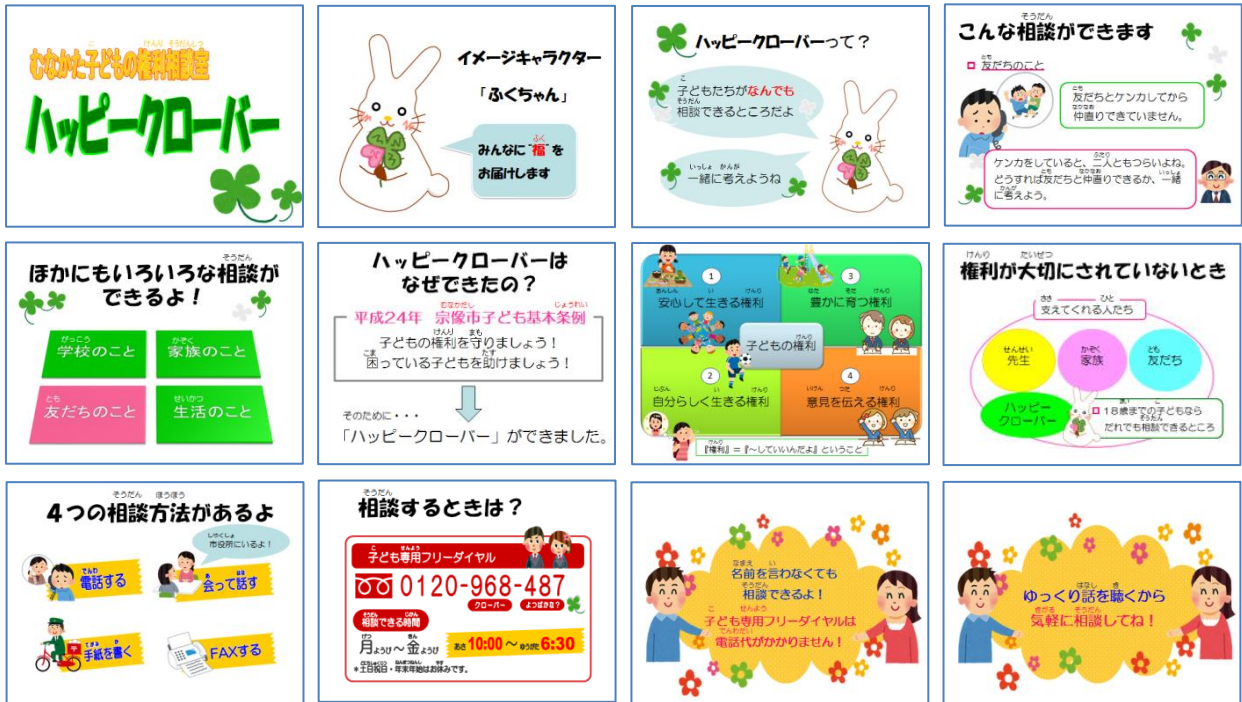 むなかた子どもの権利相談室
ハッピークローバー
イメージキャラクター
「ふくちゃん」
みんなに"福"を
お届けします
ハッピークローバーって？
子どもたちがなんでも
相談できるところだよ
一緒に考えようね
こんな相談ができます
友だちのこと
友だちとケンカしてから
仲直りできていません。
ケンカをしていると、二人ともつらいよね。
どうすれば友だちと仲直りできるか、一緒
に考えよう。
ほかにもいろいろな相談が
できるよ！
学校のこと
家族のこと
友だちのこと
生活のこと
ハッピークローバーは
なぜできたの？
平成24年 宗像市子ども基本条例
子どもの権利を守りましょう！
困っている子どもを助けましょう！
そのために・・・
「ハッピークローバー」ができました。
1
安心して生きる権利
3
豊かに育つ権利
子どもの権利
2
自分らしく生きる権利
4
意見を伝える権利
『権利』＝『～していいんだよ』ということ
権利が大切にされていないとき
支えてくれる人たち
先生
家族
友だち
ハッピー
クローバー
18歳までの子どもなら
だれでも相談できるところ
4つの相談方法があるよ
市役所にいるよ！
電話する
会って話す
手紙を書く
FAXする
相談するときは？
子ども専用フリーダイヤル
0120-968-487
クローバー よつばかな？
相談できる時間
月ようび～金ようび
あさ10:00～ゆうがた6:30
＊土日祝日・年末年始はお休みです。
名前を言わなくても
相談できるよ！
子ども専用フリーダイヤルは
電話代がかかりません！
ゆっくり話を聴くから
気軽に相談してね！